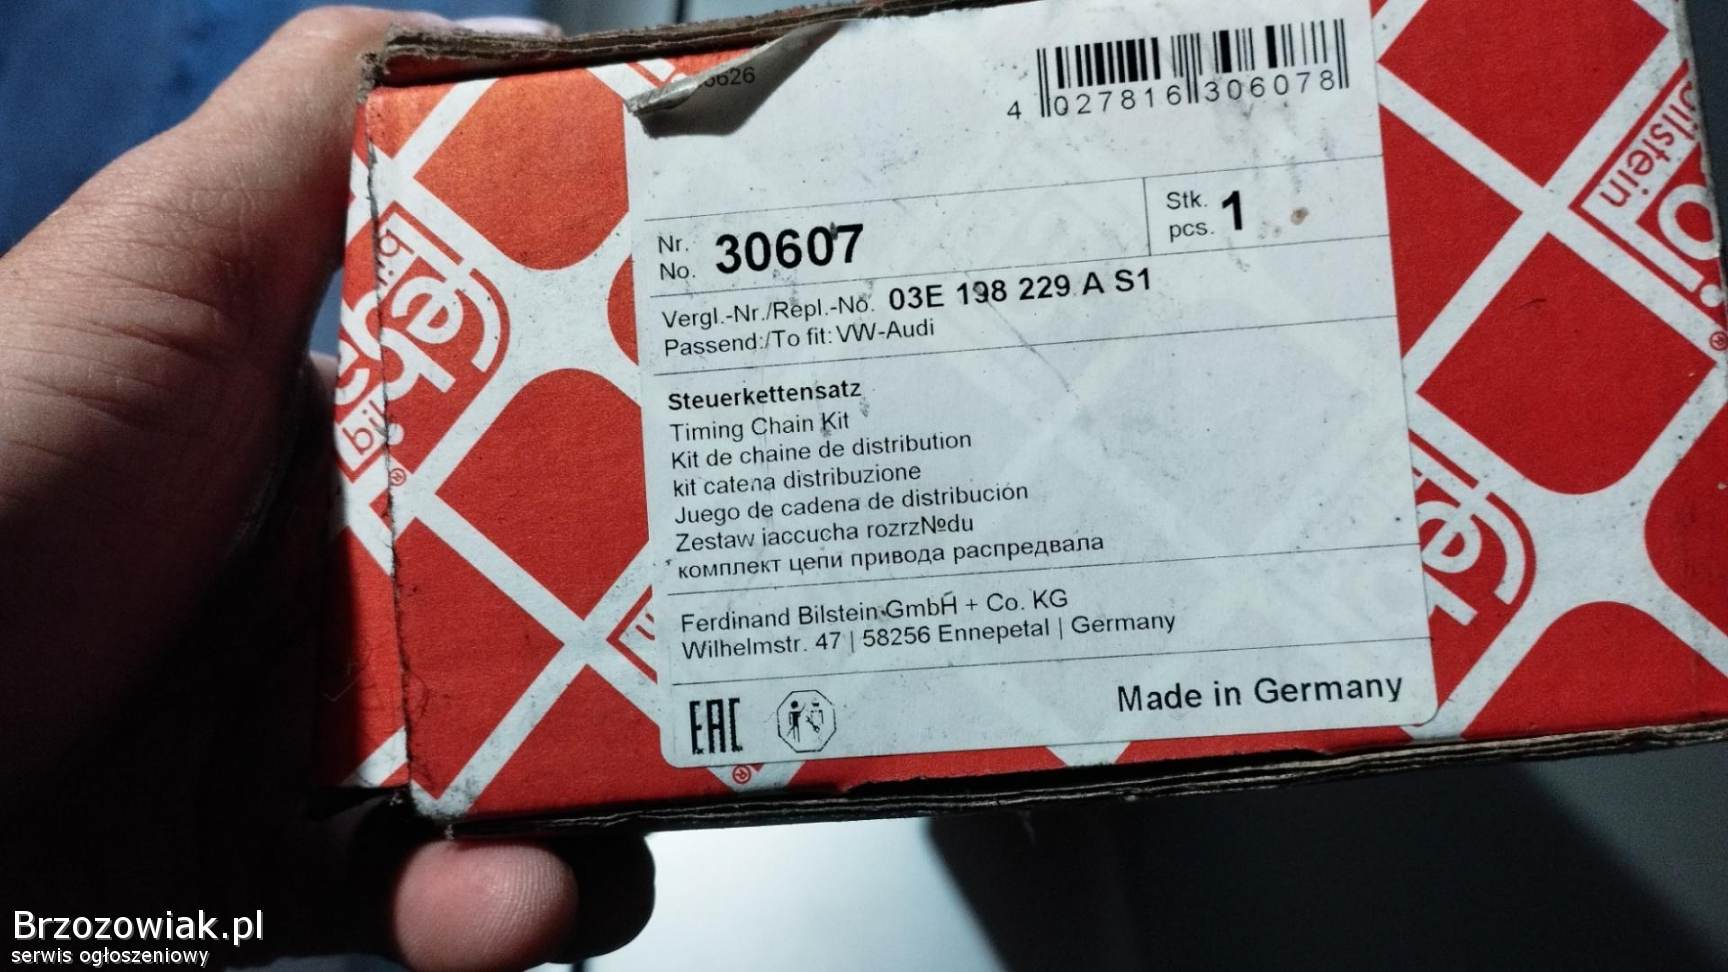 6626
4 027816 306078
Nr.
No. 30607
Stk.
pcs. 1
Vergl.-Nr./Repl.-No. 03E 198 229 A S1
Passend:/To fit: VW-Audi
Steuerkettensatz
Timing Chain Kit
Kit de chaine de distribution
kit catena distribuzione
Juego de cadena de distribución
Zestaw iaccucha rozrz№du
комплект цепи привода распредвала
Ferdinand Bilstein GmbH + Co. KG
Wilhelmstr. 47 | 58256 Ennepetal | Germany
EAC
Made in Germany
febi
bilstein
Brzozowiak.pl
serwis ogłoszeniowy